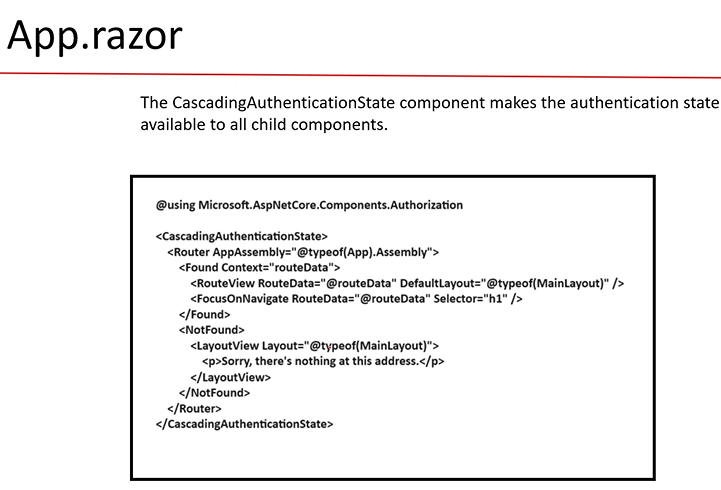 App.razor
The CascadingAuthenticationState component makes the authentication state
available to all child components.
@using Microsoft.AspNetCore.Components.Authorization
<CascadingAuthenticationState>
<Router AppAssembly="@typeof(App).Assembly">
<Found Context="routeData">
<RouteView RouteData="@routeData" DefaultLayout="@typeof(MainLayout)" />
<FocusOnNavigate RouteData="@routeData" Selector="h1" />
</Found>
<NotFound>
<LayoutView Layout="@typeof(MainLayout)">
<p>Sorry, there's nothing at this address.</p>
</LayoutView>
</NotFound>
</Router>
</CascadingAuthenticationState>